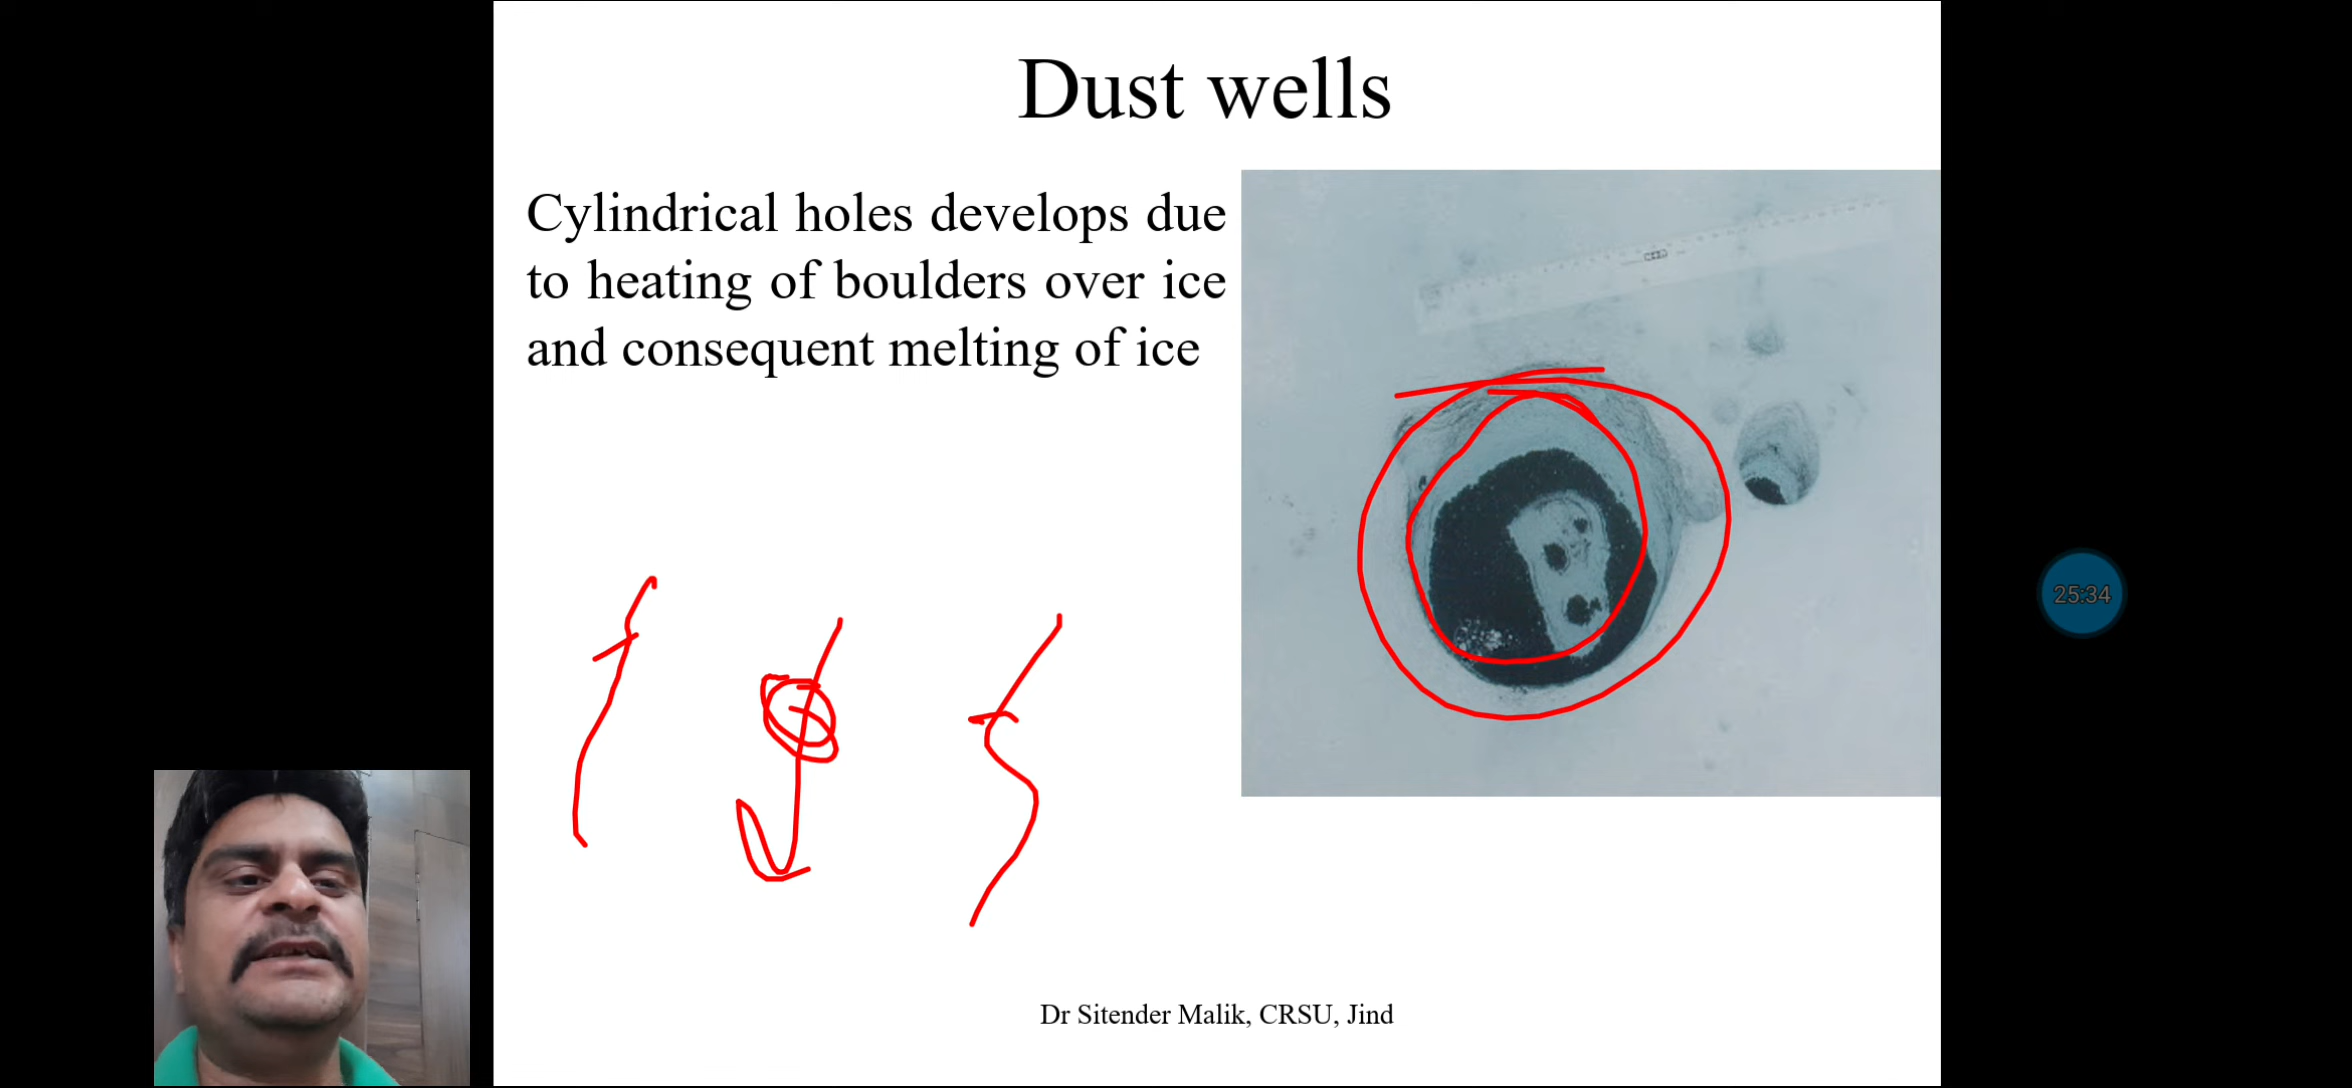 Dust wells
Cylindrical holes develops due
to heating of boulders over ice
and consequent melting of ice
25:34
Dr Sitender Malik, CRSU, Jind